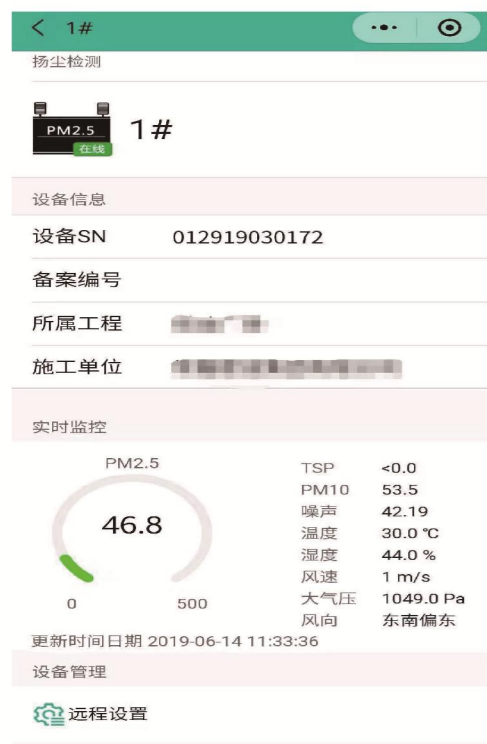 1#
扬尘检测
PM2.5
在线
1#
设备信息
设备SN 012919030172
备案编号
所属工程
施工单位
实时监控
PM2.5
46.8
0 500
TSP <0.0
PM10 53.5
噪声 42.19
温度 30.0 ℃
湿度 44.0 %
风速 1 m/s
大气压 1049.0 Pa
风向 东南偏东
更新时间日期 2019-06-14 11:33:36
设备管理
远程设置